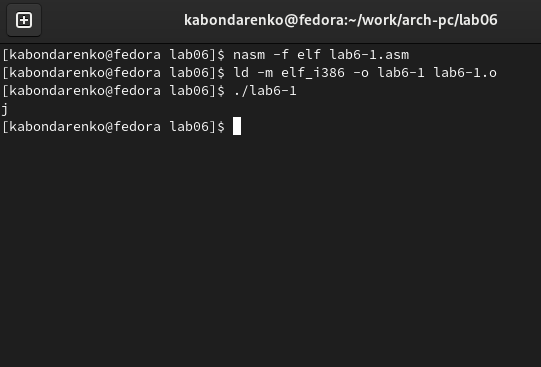 kabondarenko@fedora:~/work/arch-pc/lab06
[kabondarenko@fedora lab06]$ nasm -f elf lab6-1.asm
[kabondarenko@fedora lab06]$ ld -m elf_i386 -o lab6-1 lab6-1.o
[kabondarenko@fedora lab06]$ ./lab6-1
j
[kabondarenko@fedora lab06]$